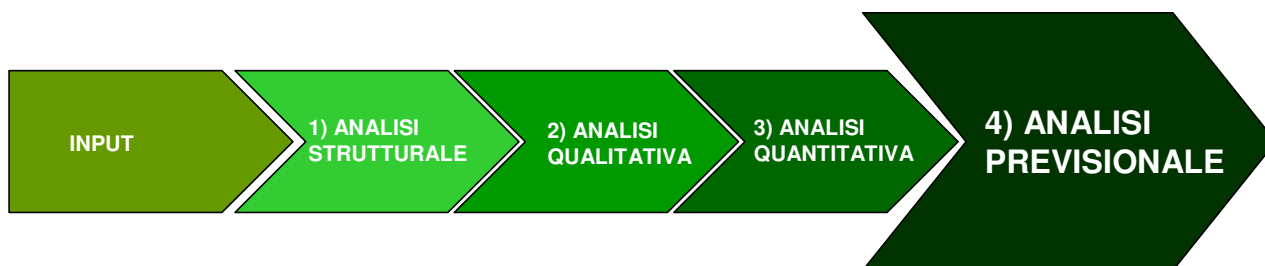 INPUT
1) ANALISI
STRUTTURALE
2) ANALISI
QUALITATIVA
3) ANALISI
QUANTITATIVA
4) ANALISI
PREVISIONALE